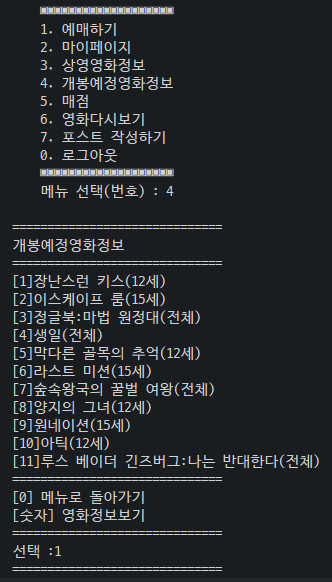 ▣▣▣▣▣▣▣▣▣▣▣▣▣▣▣▣▣▣▣
1. 예매하기
2. 마이페이지
3. 상영영화정보
4. 개봉예정영화정보
5. 매점
6. 영화다시보기
7. 포스트 작성하기
0. 로그아웃
▣▣▣▣▣▣▣▣▣▣▣▣▣▣▣▣▣▣▣
메뉴 선택(번호) : 4
==============================
개봉예정영화정보
==============================
[1]장난스런 키스(12세)
[2]이스케이프 룸(15세)
[3]정글북:마법 원정대(전체)
[4]생일(전체)
[5]막다른 골목의 추억(12세)
[6]라스트 미션(15세)
[7]숲속왕국의 꿀벌 여왕(전체)
[8]양지의 그녀(12세)
[9]원네이션(15세)
[10]아틱(12세)
[11]루스 베이더 긴즈버그:나는 반대한다(전체)
==============================
[0] 메뉴로 돌아가기
[숫자] 영화정보보기
==============================
선택 :1
==============================